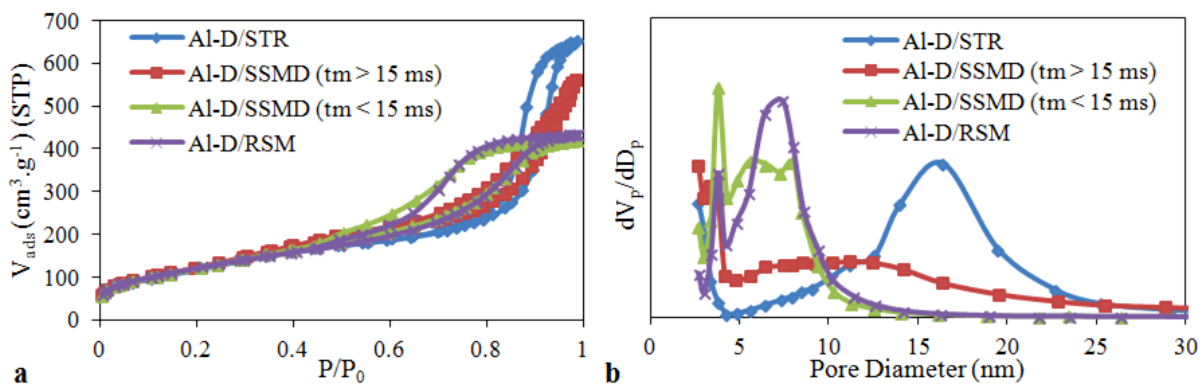 700
600
500
400
300
200
100
0
V_ads (cm³ g⁻¹) (STP)
Al-D/STR
Al-D/SSMD (tm > 15 ms)
Al-D/SSMD (tm < 15 ms)
Al-D/RSM
0 0.2 0.4 0.6 0.8 1
P/P₀
a
dV_p/dD_p
Al-D/STR
Al-D/SSMD (tm > 15 ms)
Al-D/SSMD (tm < 15 ms)
Al-D/RSM
0 5 10 15 20 25 30
Pore Diameter (nm)
b